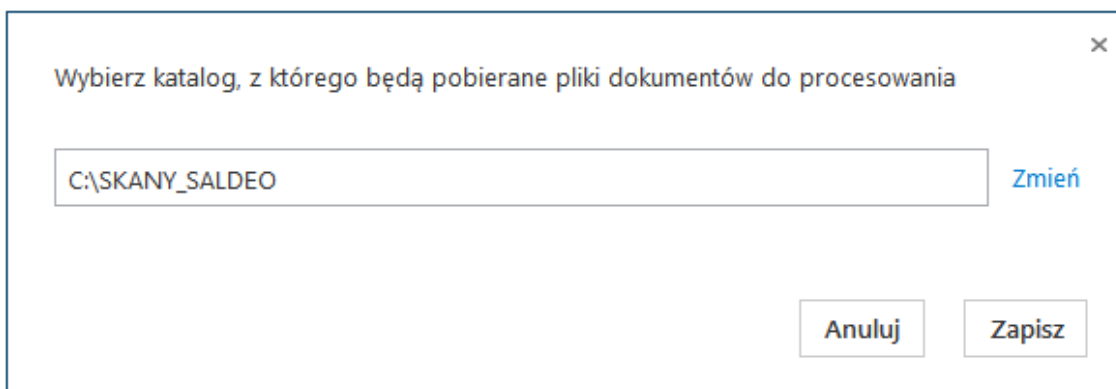 Wybierz katalog, z którego będą pobierane pliki dokumentów do procesowania
C:\SKANY_SALDEO
Zmień
Anuluj
Zapisz